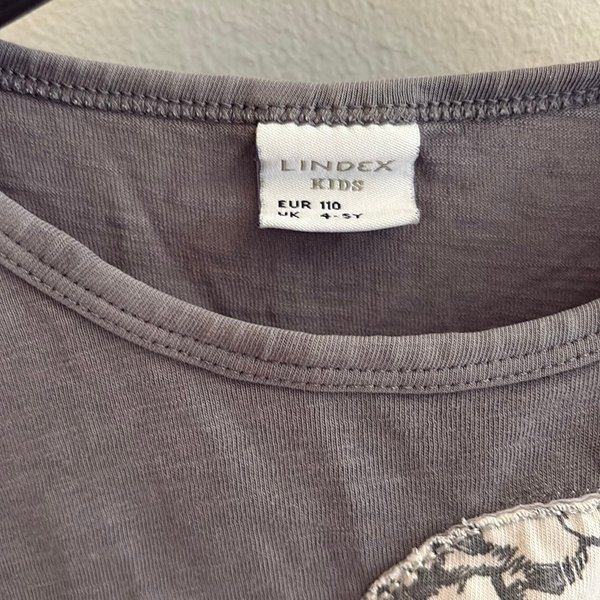 LINDEX
KIDS
EUR 110
UK 4-5Y